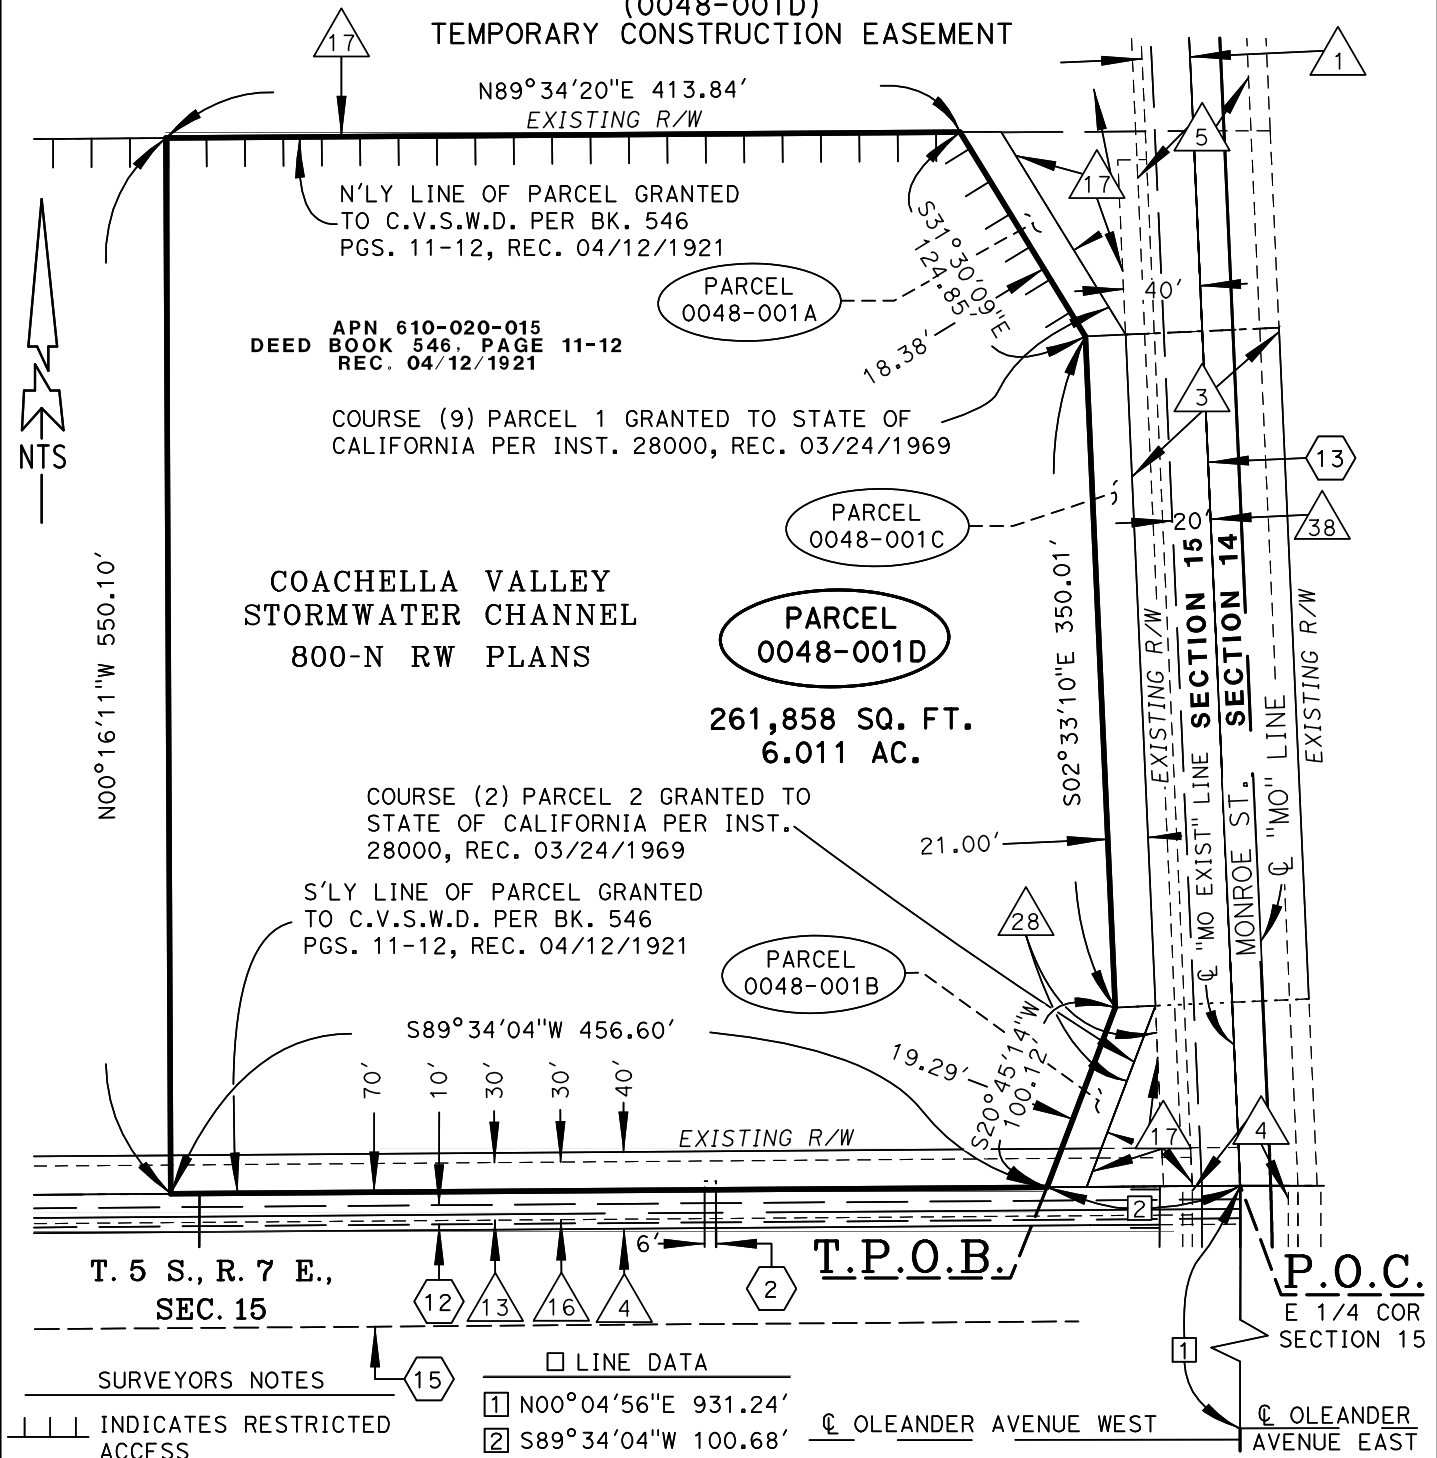 (0048-001D)
TEMPORARY CONSTRUCTION EASEMENT
17
1
N89°34'20"E 413.84'
EXISTING R/W
5
17
N'LY LINE OF PARCEL GRANTED
TO C.V.S.W.D. PER BK. 546
PGS. 11-12, REC. 04/12/1921
S31°30'09"E
124.85'
PARCEL
0048-001A
40'
18.38'
APN 610-020-015
DEED BOOK 546, PAGE 11-12
REC. 04/12/1921
COURSE (9) PARCEL 1 GRANTED TO STATE OF
CALIFORNIA PER INST. 28000, REC. 03/24/1969
3
NTS
13
PARCEL
0048-001C
20'
38
N00°16'11"W 550.10'
COACHELLA VALLEY
STORMWATER CHANNEL
800-N RW PLANS
PARCEL
0048-001D
261,858 SQ. FT.
6.011 AC.
S02°33'10"E 350.01'
EXISTING R/W
SECTION 15
SECTION 14
EXISTING R/W
℄ "MO EXIST" LINE
MONROE ST.
℄ "MO" LINE
COURSE (2) PARCEL 2 GRANTED TO
STATE OF CALIFORNIA PER INST.
28000, REC. 03/24/1969
21.00'
S'LY LINE OF PARCEL GRANTED
TO C.V.S.W.D. PER BK. 546
PGS. 11-12, REC. 04/12/1921
28
PARCEL
0048-001B
S89°34'04"W 456.60'
19.29'
S20°45'14"W
100.12'
70'
10'
30'
30'
40'
EXISTING R/W
17
4
2
6'
T.P.O.B.
P.O.C.
E 1/4 COR
SECTION 15
T. 5 S., R. 7 E.,
SEC. 15
12
13
16
4
2
1
15
SURVEYORS NOTES
INDICATES RESTRICTED
ACCESS
□ LINE DATA
1 N00°04'56"E 931.24'
2 S89°34'04"W 100.68'
℄ OLEANDER AVENUE WEST
℄ OLEANDER
AVENUE EAST